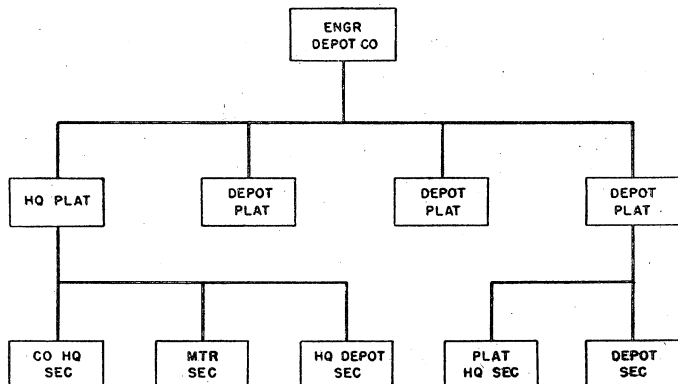 ENGR
DEPOT CO
HQ PLAT
DEPOT
PLAT
DEPOT
PLAT
DEPOT
PLAT
CO HQ
SEC
MTR
SEC
HQ DEPOT
SEC
PLAT
HQ SEC
DEPOT
SEC